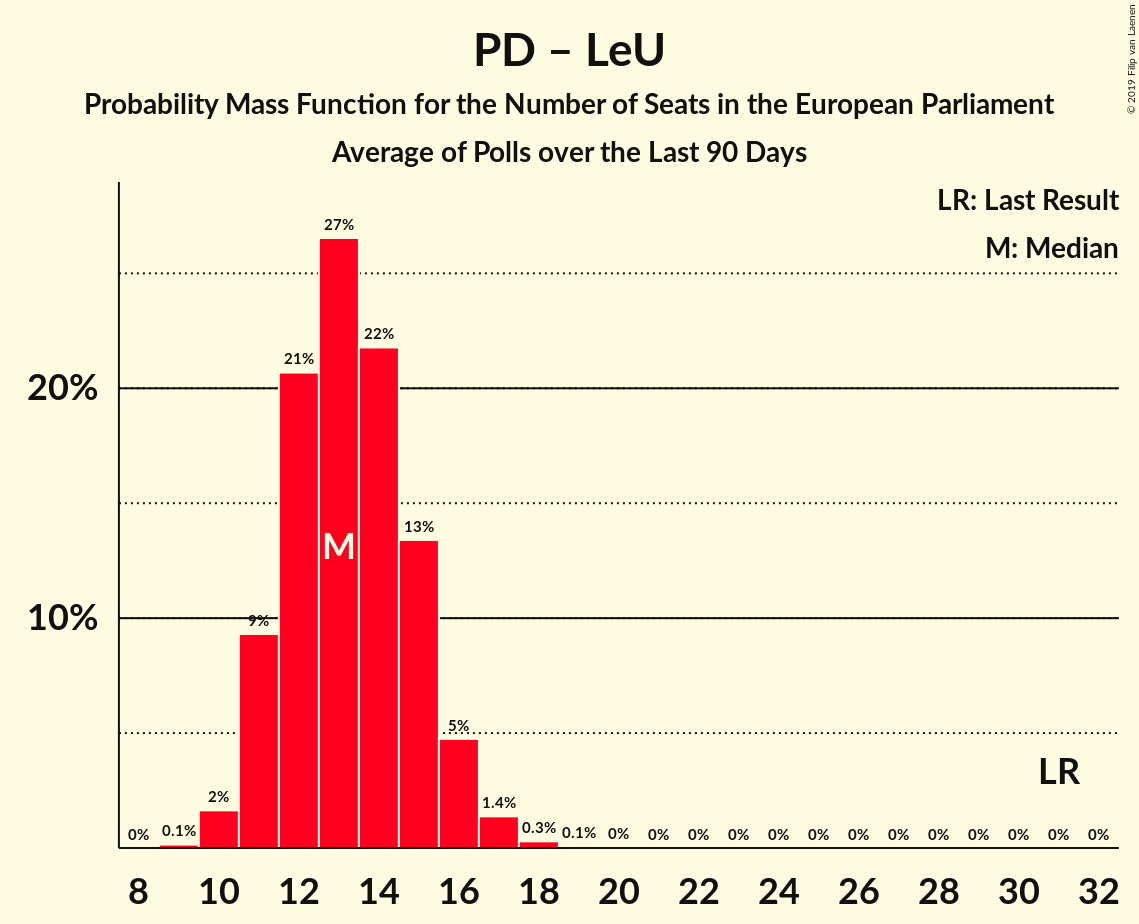 © 2019 Filip van Laenen
PD – LeU
Probability Mass Function for the Number of Seats in the European Parliament
Average of Polls over the Last 90 Days
LR: Last Result
M: Median
20%
10%
0% 0.1% 2% 9% 21% 27% 22% 13% 5% 1.4% 0.3% 0.1% 0% 0% 0% 0% 0% 0% 0% 0% 0% 0% 0% 0% 0%
M
LR
8 10 12 14 16 18 20 22 24 26 28 30 32